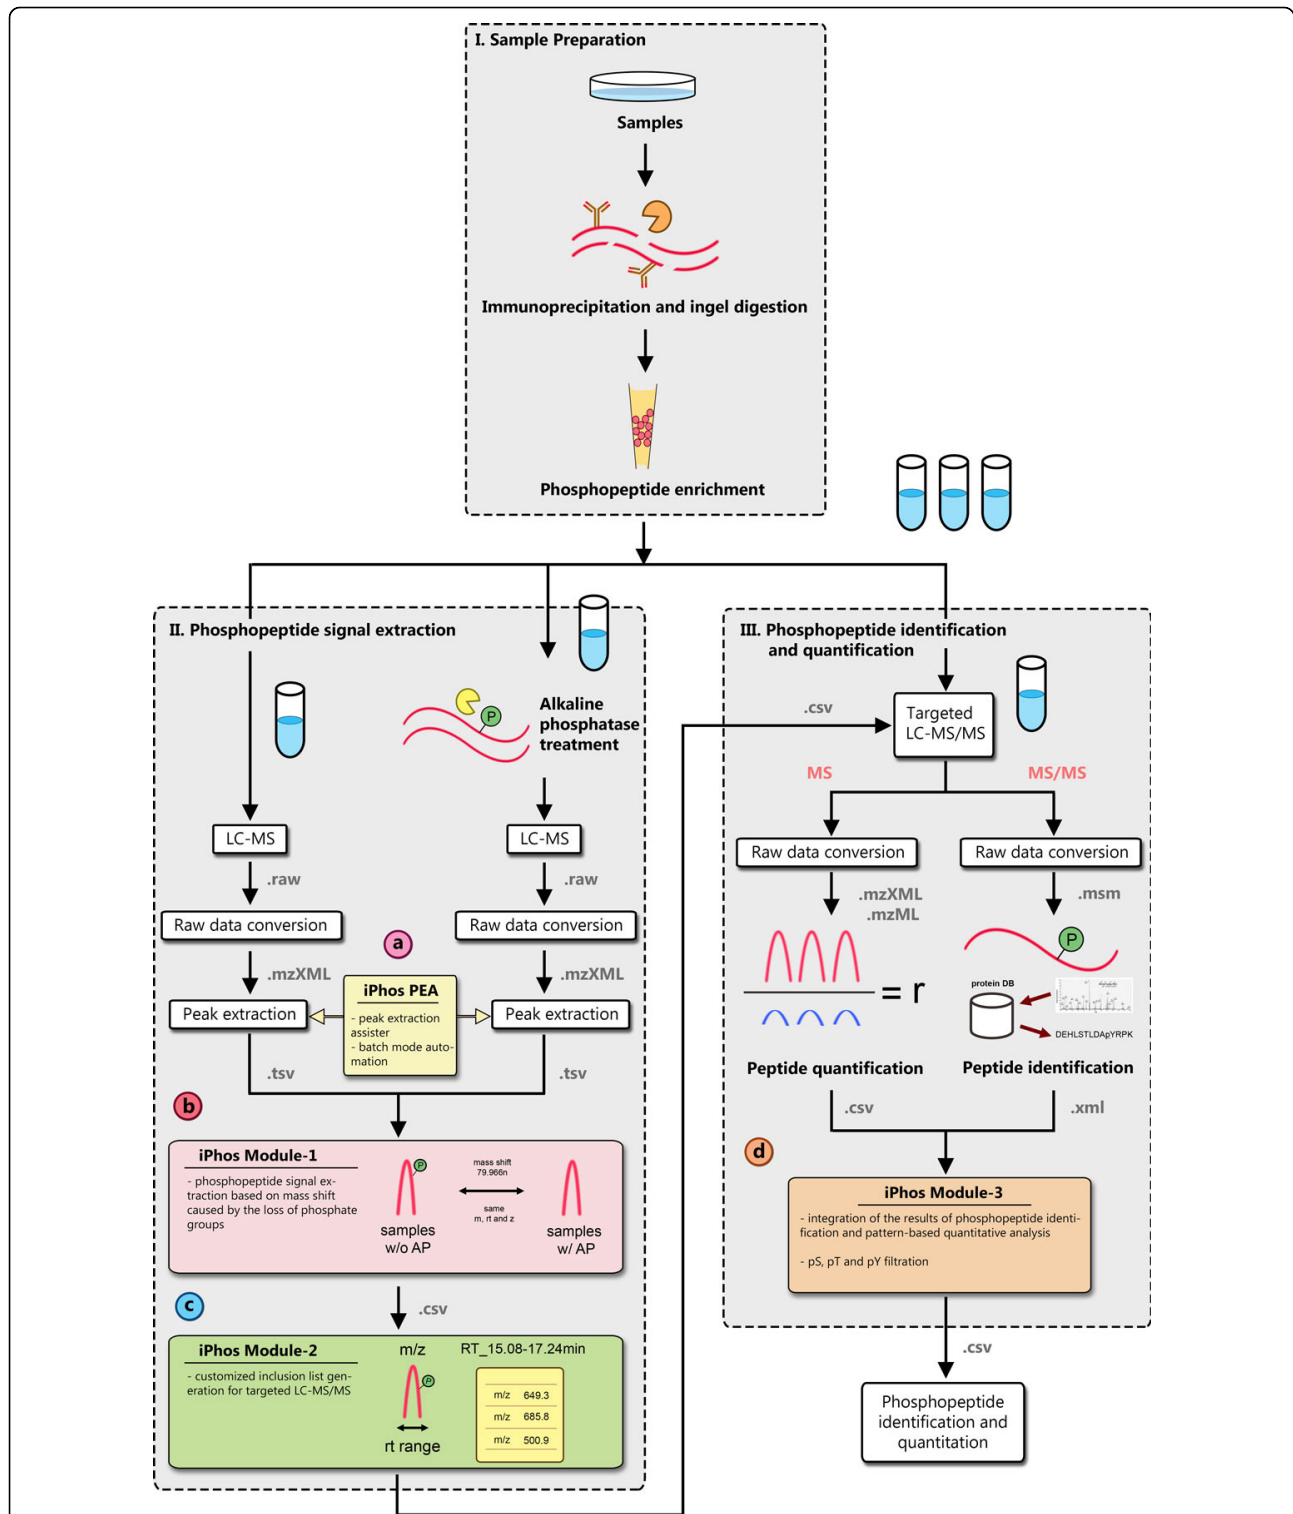 I. Sample Preparation
Samples
Immunoprecipitation and ingel digestion
Phosphopeptide enrichment
II. Phosphopeptide signal extraction
P
Alkaline
phosphatase
treatment
LC-MS
LC-MS
.raw
.raw
Raw data conversion
Raw data conversion
a
.mzXML
.mzXML
iPhos PEA
- peak extraction
assister
- batch mode auto-
mation
Peak extraction
Peak extraction
.tsv
.tsv
b
iPhos Module-1
- phosphopeptide signal ex-
traction based on mass shift
caused by the loss of phosphate
groups
P
samples
w/o AP
mass shift
79.966n
same
m, rt and z
samples
w/ AP
.csv
c
iPhos Module-2
- customized inclusion list gen-
eration for targeted LC-MS/MS
m/z
P
rt range
RT_15.08-17.24min
m/z 649.3
m/z 685.8
m/z 500.9
III. Phosphopeptide identification
and quantification
.csv
Targeted
LC-MS/MS
MS
MS/MS
Raw data conversion
Raw data conversion
.mzXML
.mzML
.msm
= r
P
protein DB
DEHLSTLDApYRPK
Peptide quantification
Peptide identification
.csv
.xml
d
iPhos Module-3
- integration of the results of phosphopeptide identi-
fication and pattern-based quantitative analysis
- pS, pT and pY filtration
.csv
Phosphopeptide
identification and
quantitation